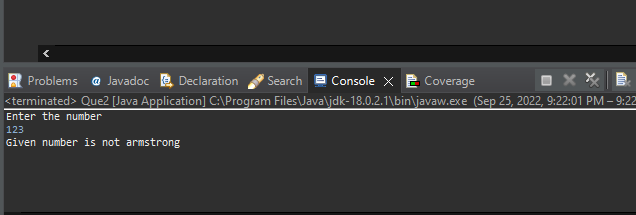 Problems @ Javadoc Declaration Search Console Coverage
<terminated> Que2 [Java Application] C:\Program Files\Java\jdk-18.0.2.1\bin\javaw.exe (Sep 25, 2022, 9:22:01 PM – 9:22
Enter the number
123
Given number is not armstrong